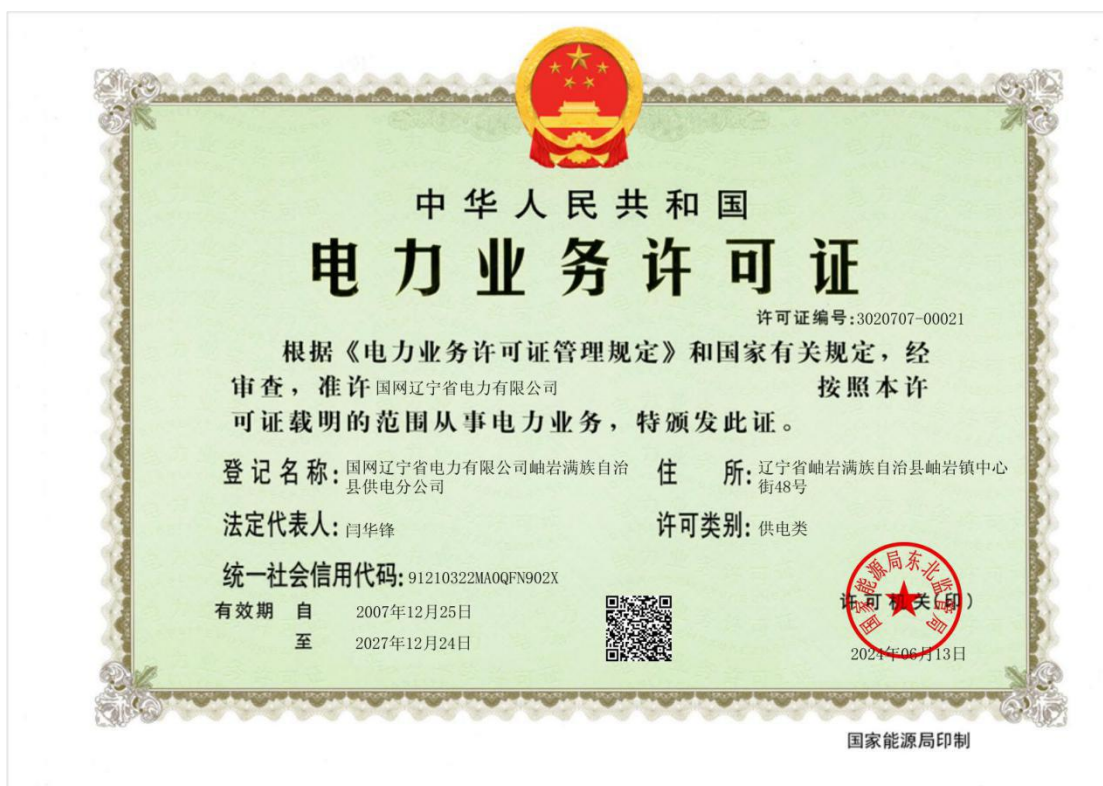 中华人民共和国
电力业务许可证
许可证编号:3020707-00021
根据《电力业务许可证管理规定》和国家有关规定，经
审查，准许 国网辽宁省电力有限公司 按照本许
可证载明的范围从事电力业务，特颁发此证。
登记名称: 国网辽宁省电力有限公司岫岩满族自治
县供电分公司
住 所: 辽宁省岫岩满族自治县岫岩镇中心
街48号
法定代表人: 闫华锋
许可类别: 供电类
统一社会信用代码: 91210322MA0QFN902X
有效期 自 2007年12月25日
至 2027年12月24日
许可机关(印)
国家能源局东北监管局
2024年06月13日
国家能源局印制